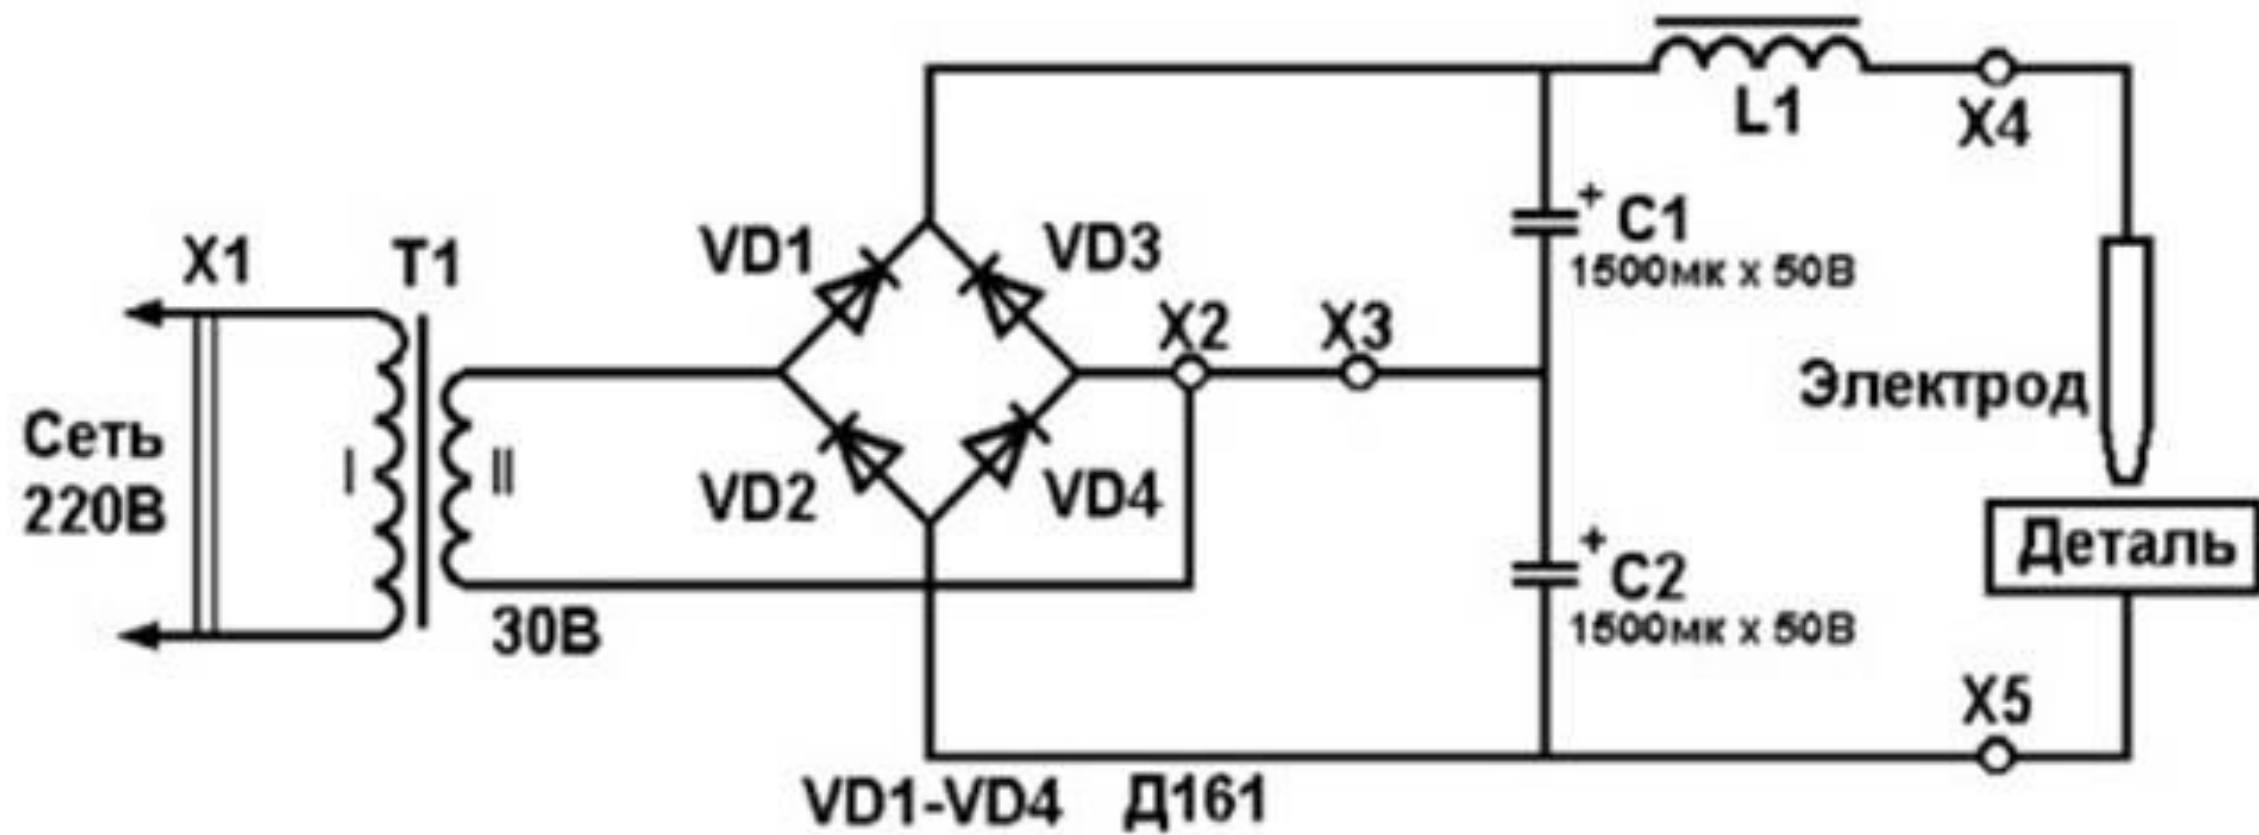 X1
T1
Сеть
220В
I
II
30В
VD1
VD3
VD2
VD4
X2
X3
VD1-VD4 Д161
L1
X4
+
C1
1500мк x 50В
+
C2
1500мк x 50В
Электрод
Деталь
X5